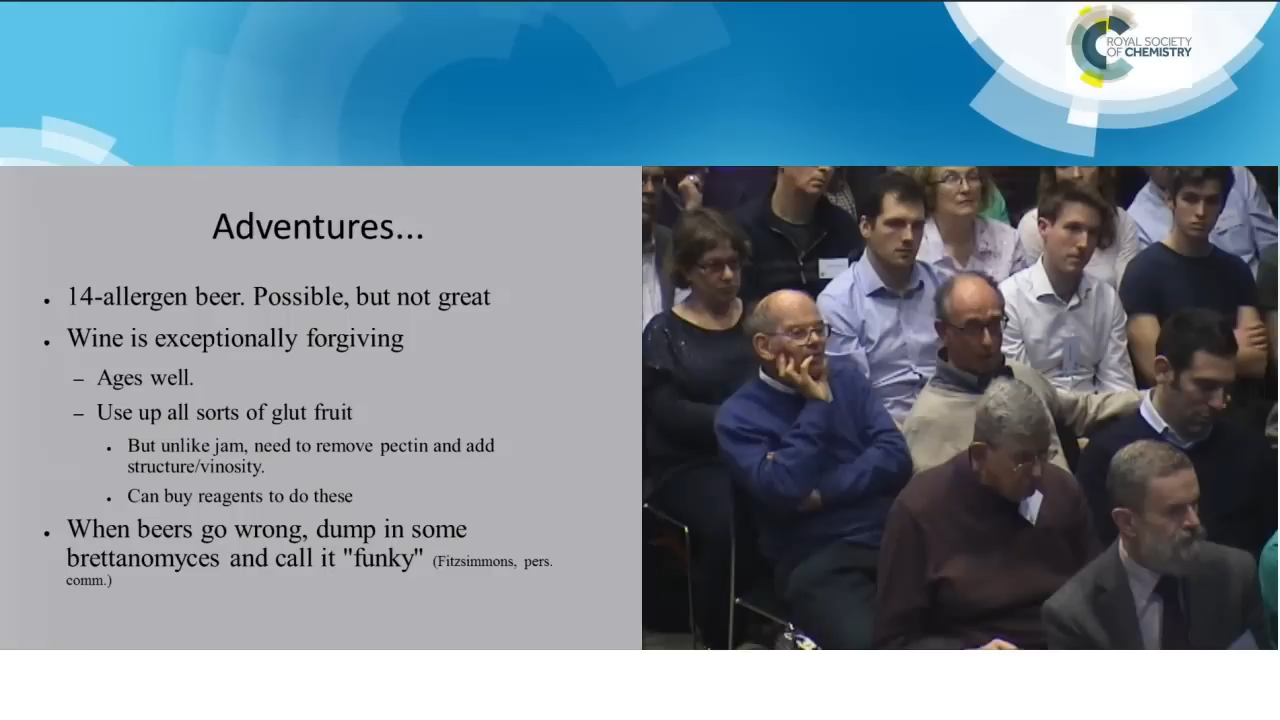 ROYAL SOCIETY
OF CHEMISTRY
Adventures...
• 14-allergen beer. Possible, but not great
• Wine is exceptionally forgiving
– Ages well.
– Use up all sorts of glut fruit
• But unlike jam, need to remove pectin and add
structure/vinosity.
• Can buy reagents to do these
• When beers go wrong, dump in some
brettanomyces and call it "funky" (Fitzsimmons, pers.
comm.)